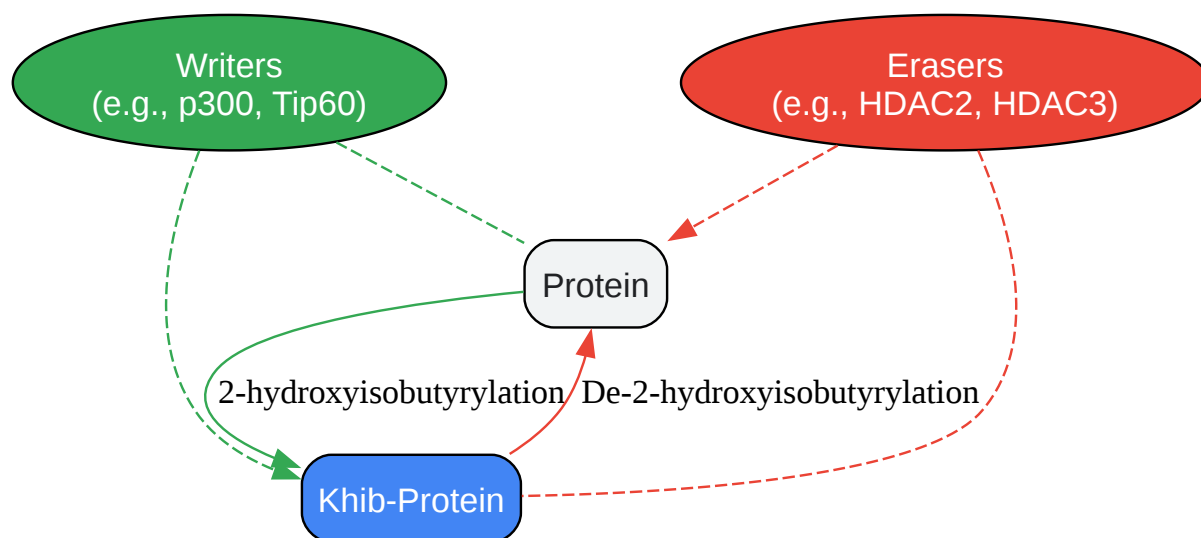 Writers
(e.g., p300, Tip60)
Erasers
(e.g., HDAC2, HDAC3)
Protein
2-hydroxyisobutyrylation
De-2-hydroxyisobutyrylation
Khib-Protein